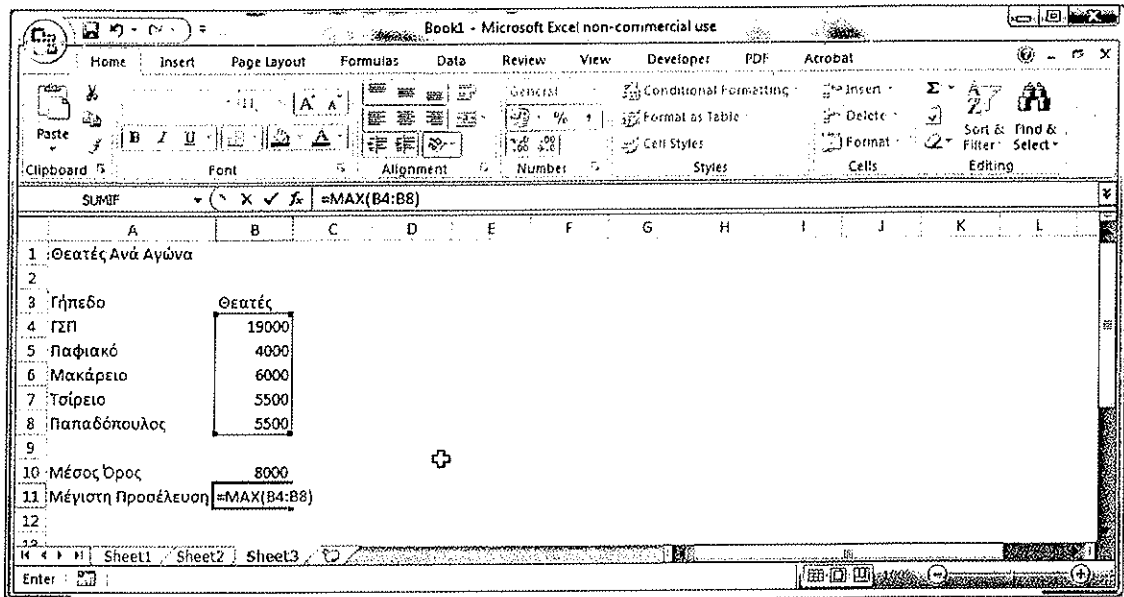 Book1 - Microsoft Excel non-commercial use
Home Insert Page Layout Formulas Data Review View Developer PDF Acrobat
Paste
B I U
General
%
Conditional Formatting
Format as Table
Cell Styles
Insert
Delete
Format
Σ
Sort & Filter
Find & Select
Clipboard Font Alignment Number Styles Cells Editing
SUMIF fx =MAX(B4:B8)
A B C D E F G H I J K L
1 Θεατές Ανά Αγώνα
2
3 Γήπεδο Θεατές
4 ΓΣΠ 19000
5 Παφιακό 4000
6 Μακάρειο 6000
7 Τσίρειο 5500
8 Παπαδόπουλος 5500
9
10 Μέσος Όρος 8000
11 Μέγιστη Προσέλευση =MAX(B4:B8)
12
Sheet1 Sheet2 Sheet3
Enter 100%